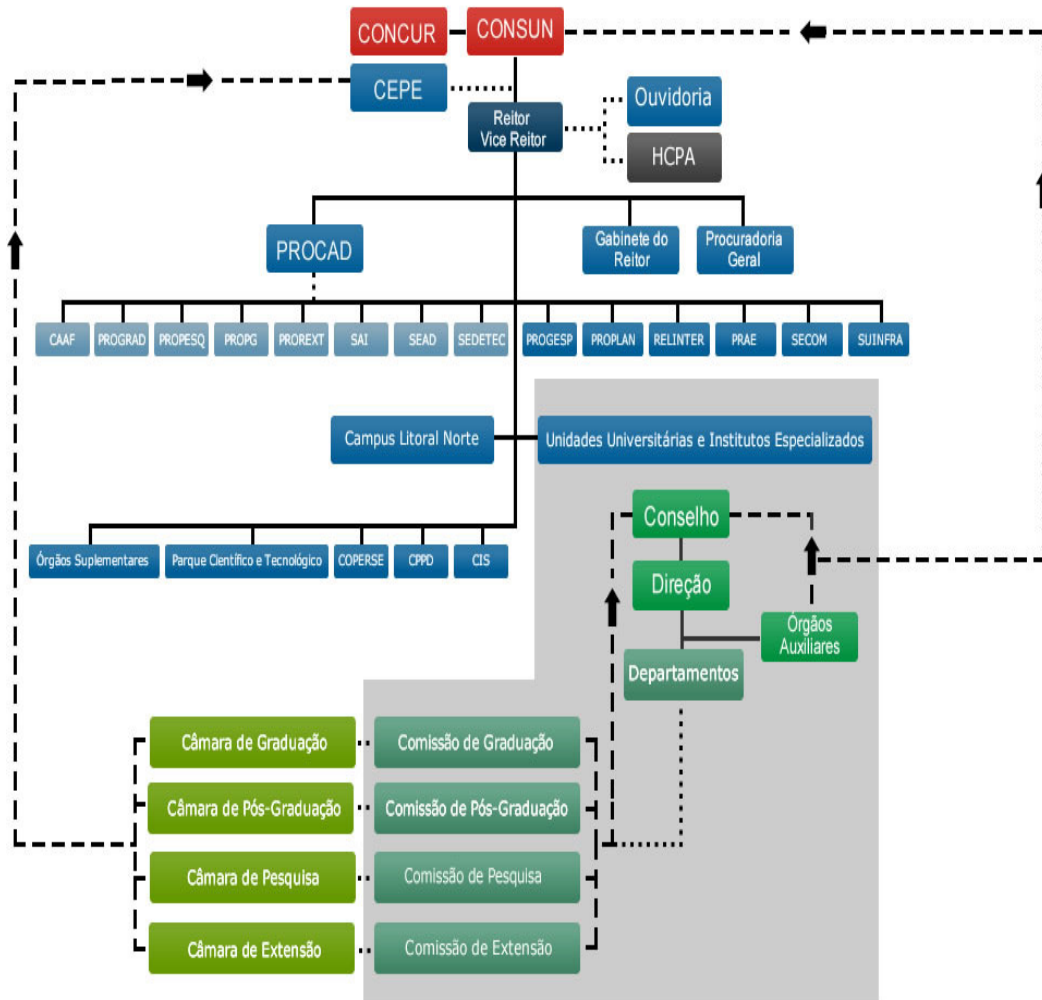 CONCUR
CONSUN
CEPE
Reitor
Vice Reitor
Ouvidoria
HCPA
PROCAD
Gabinete do
Reitor
Procuradoria
Geral
CAAF
PROGRAD
PROPESQ
PROPG
PROREXT
SAI
SEAD
SEDETEC
PROGESP
PROPLAN
RELINTER
PRAE
SECOM
SUINFRA
Campus Litoral Norte
Unidades Universitárias e Institutos Especializados
Órgãos Suplementares
Parque Científico e Tecnológico
COPERSE
CPPD
CIS
Conselho
Direção
Órgãos
Auxiliares
Departamentos
Câmara de Graduação
Comissão de Graduação
Câmara de Pós-Graduação
Comissão de Pós-Graduação
Câmara de Pesquisa
Comissão de Pesquisa
Câmara de Extensão
Comissão de Extensão